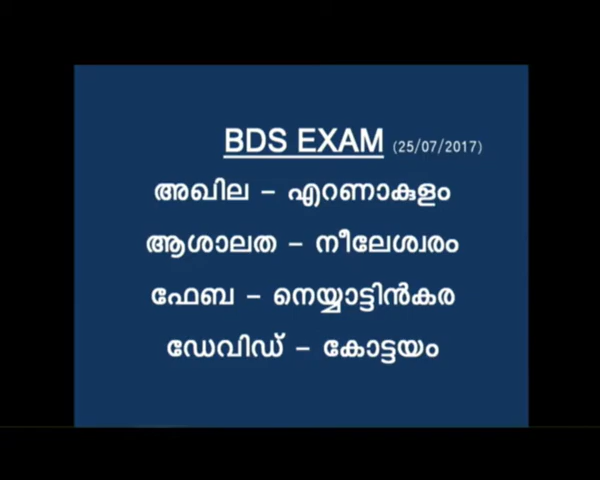 BDS EXAM (25/07/2017)
അഖില – എറണാകുളം
ആശാലത – നീലേശ്വരം
ഫേബ – നെയ്യാട്ടിൻകര
ഡേവിഡ് – കോട്ടയം